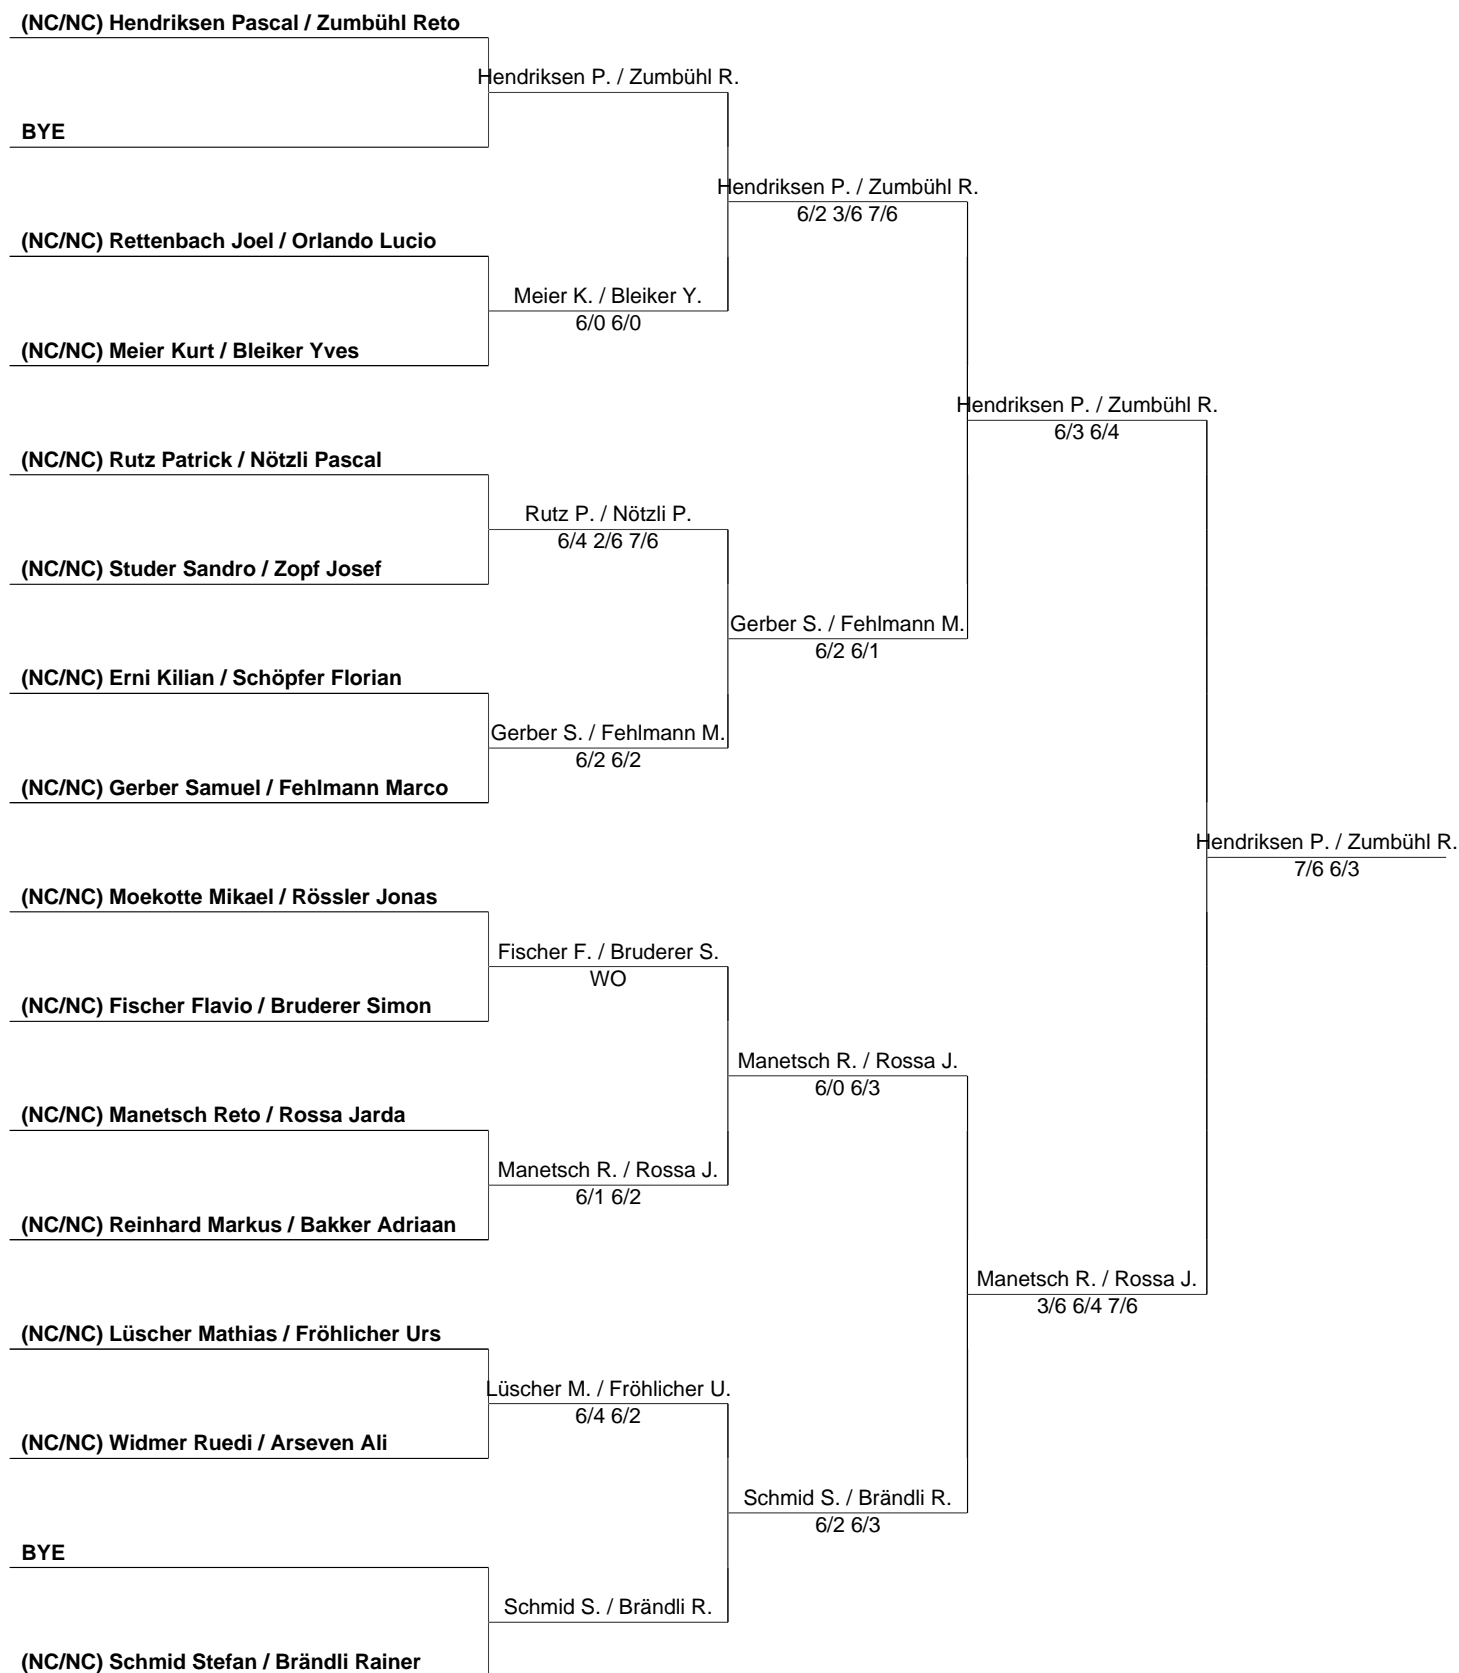 (NC/NC) Hendriksen Pascal / Zumbühl Reto
Hendriksen P. / Zumbühl R.
BYE
Hendriksen P. / Zumbühl R.
6/2 3/6 7/6
(NC/NC) Rettenbach Joel / Orlando Lucio
Meier K. / Bleiker Y.
6/0 6/0
(NC/NC) Meier Kurt / Bleiker Yves
Hendriksen P. / Zumbühl R.
6/3 6/4
(NC/NC) Rutz Patrick / Nötzli Pascal
Rutz P. / Nötzli P.
6/4 2/6 7/6
(NC/NC) Studer Sandro / Zopf Josef
Gerber S. / Fehlmann M.
6/2 6/1
(NC/NC) Erni Kilian / Schöpfer Florian
Gerber S. / Fehlmann M.
6/2 6/2
(NC/NC) Gerber Samuel / Fehlmann Marco
Hendriksen P. / Zumbühl R.
7/6 6/3
(NC/NC) Moekotte Mikael / Rössler Jonas
Fischer F. / Bruderer S.
WO
(NC/NC) Fischer Flavio / Bruderer Simon
Manetsch R. / Rossa J.
6/0 6/3
(NC/NC) Manetsch Reto / Rossa Jarda
Manetsch R. / Rossa J.
6/1 6/2
(NC/NC) Reinhard Markus / Bakker Adriaan
Manetsch R. / Rossa J.
3/6 6/4 7/6
(NC/NC) Lüscher Mathias / Fröhlicher Urs
Lüscher M. / Fröhlicher U.
6/4 6/2
(NC/NC) Widmer Ruedi / Arseven Ali
Schmid S. / Brändli R.
6/2 6/3
BYE
Schmid S. / Brändli R.
(NC/NC) Schmid Stefan / Brändli Rainer